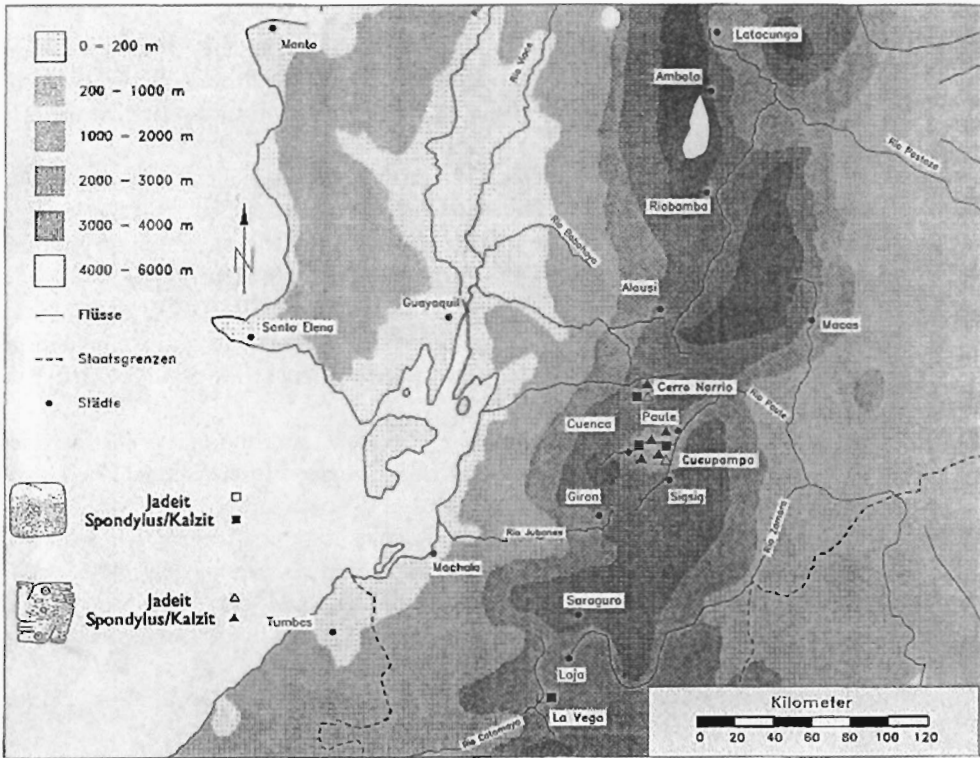 0 – 200 m
200 – 1000 m
1000 – 2000 m
2000 – 3000 m
3000 – 4000 m
4000 – 6000 m
N
Flüsse
Staatsgrenzen
Städte
Jadeit
Spondylus/Kalzit
Jadeit
Spondylus/Kalzit
Manta
Rio Vince
Latacunga
Ambato
Rio Pastaza
Riobamba
Rio Babahoyo
Guayaquil
Alausi
Santa Elena
Macas
Cerro Narrio
Rio Paute
Paute
Cuenca
Cucupampa
Giron
Sigsig
Rio Jubones
Rio Zamora
Machala
Saraguro
Tumbes
Loja
La Vega
Rio Catamayo
Kilometer
0 20 40 60 80 100 120